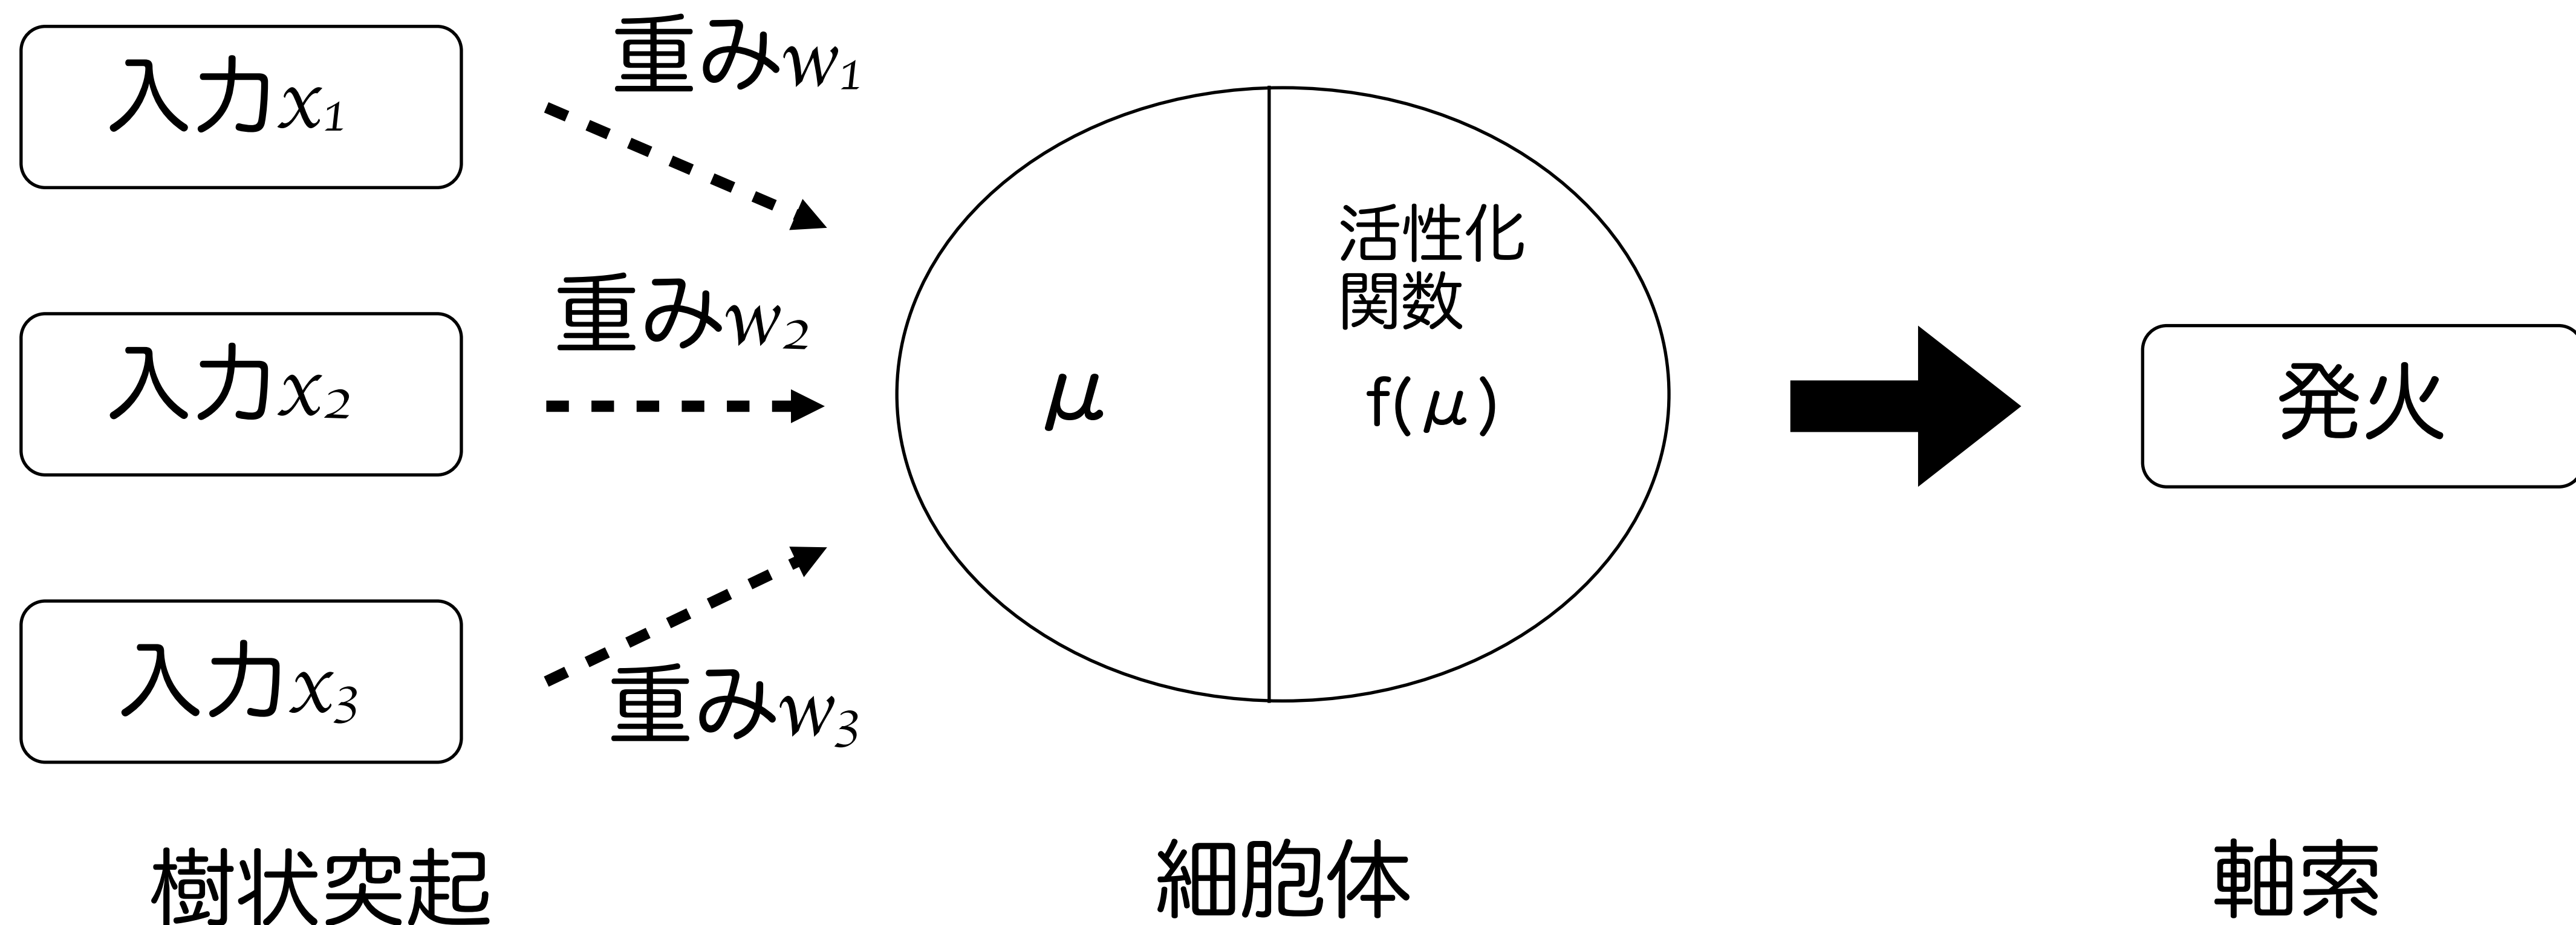 入力x₁
重みw₁
入力x₂
重みw₂
入力x₃
重みw₃
μ
活性化
関数
f(μ)
発火
樹状突起
細胞体
軸索